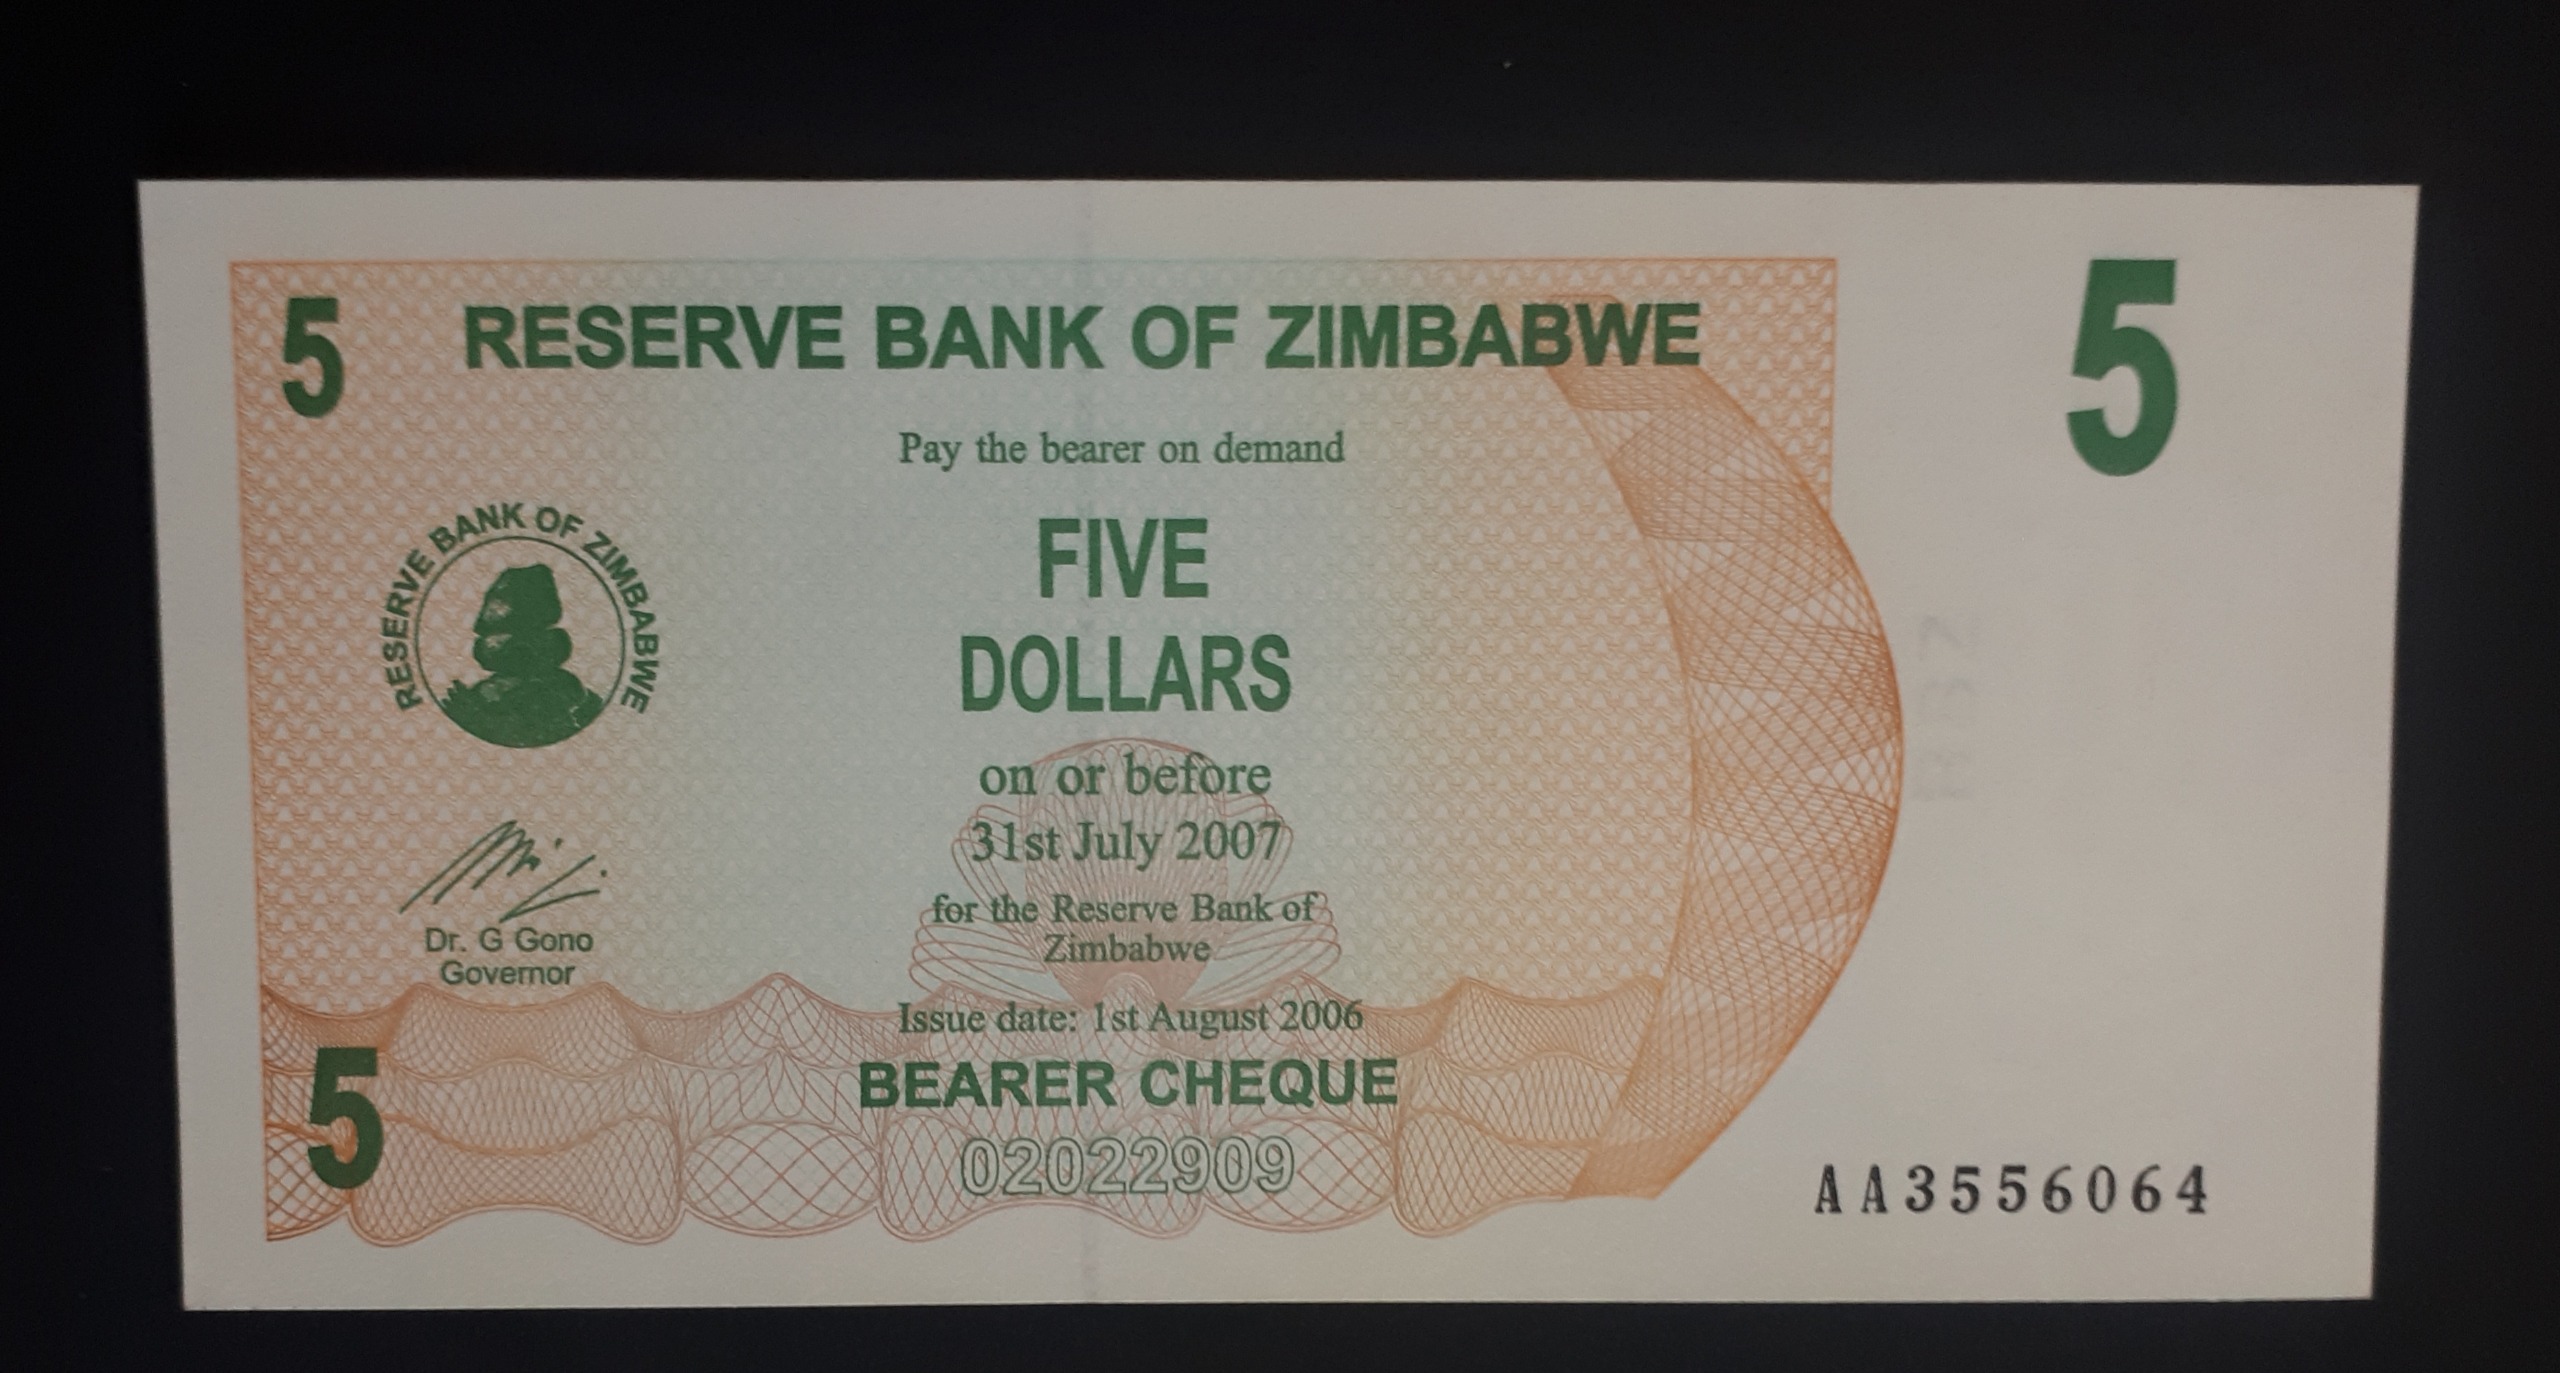 5
RESERVE BANK OF ZIMBABWE
5
Pay the bearer on demand
FIVE
DOLLARS
RESERVE BANK OF ZIMBABWE
on or before
31st July 2007
for the Reserve Bank of
Zimbabwe
Dr. G Gono
Governor
Issue date: 1st August 2006
BEARER CHEQUE
5
02022909
AA3556064